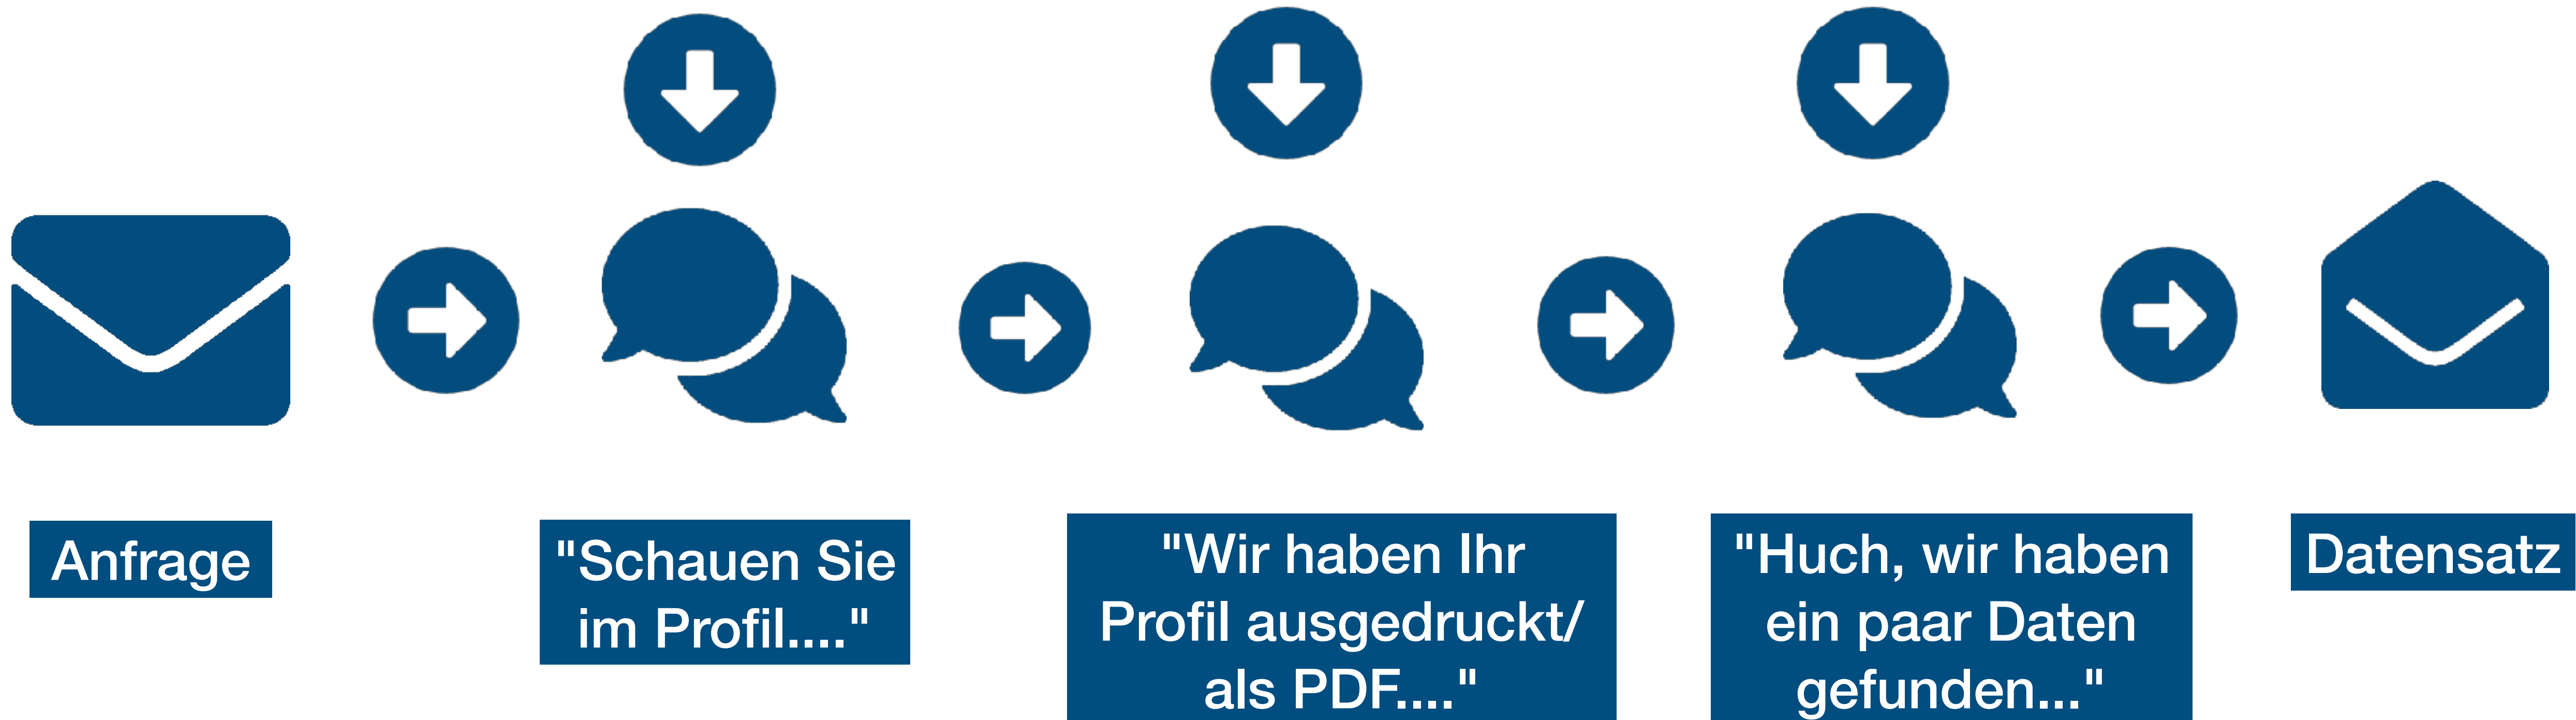 Anfrage
"Schauen Sie
im Profil...."
"Wir haben Ihr
Profil ausgedruckt/
als PDF...."
"Huch, wir haben
ein paar Daten
gefunden..."
Datensatz